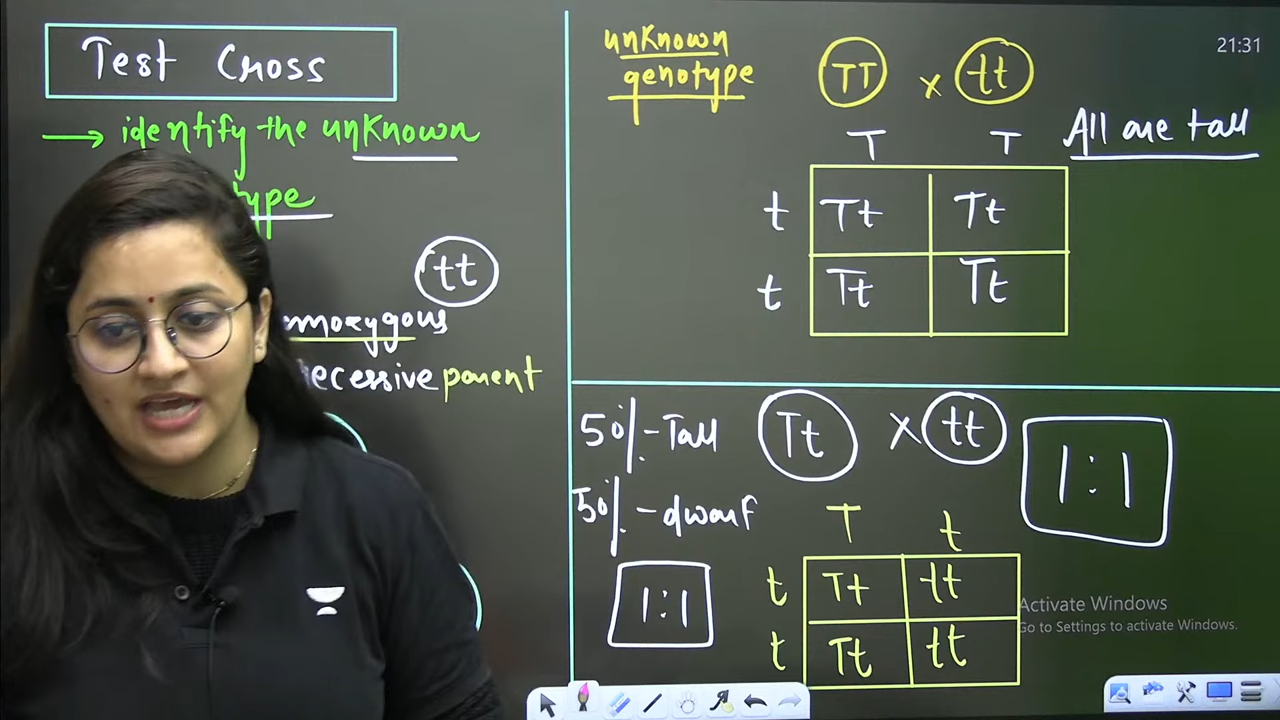 Test Cross
→ identify the unknown
type
tt
mozygous
recessive parent
unknown
genotype
TT x tt
All are tall
T T
t Tt Tt
t Tt Tt
50%-Tall
50%-dwarf
1:1
Tt x tt
1:1
T t
t Tt tt
t Tt tt
21:31
Activate Windows
Go to Settings to activate Windows.